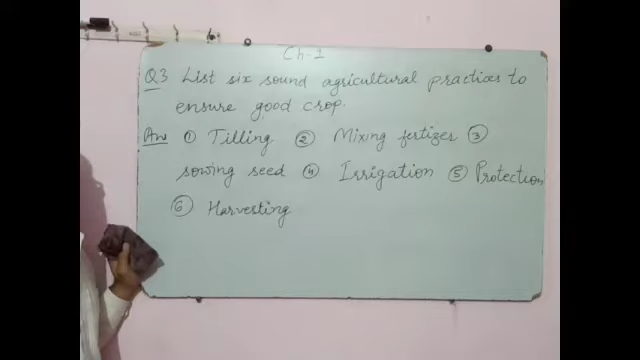 Ch-1
Q3 List six sound agricultural practices to
ensure good crop.
Ans ① Tilling ② Mixing fertizer ③
sowing seed ④ Irrigation ⑤ Protection
⑥ Harvesting